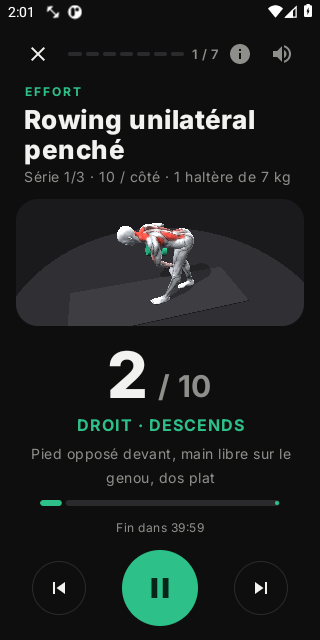 2:01
1 / 7
EFFORT
Rowing unilatéral
penché
Série 1/3 · 10 / côté · 1 haltère de 7 kg
2 / 10
DROIT · DESCENDS
Pied opposé devant, main libre sur le
genou, dos plat
Fin dans 39:59